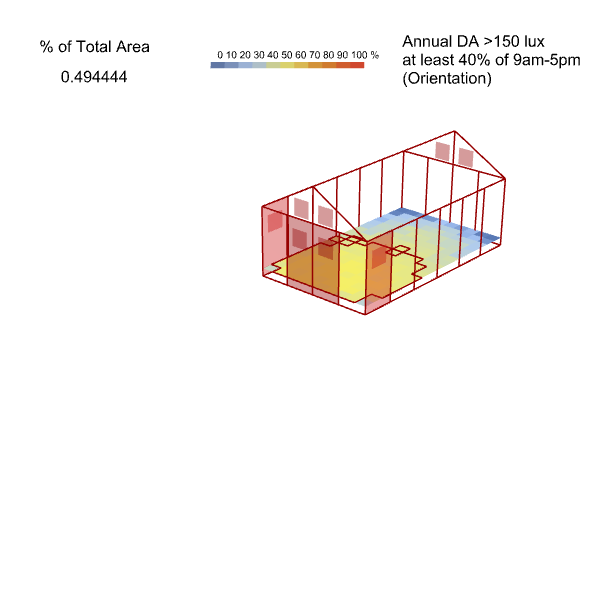 % of Total Area
0.494444
0 10 20 30 40 50 60 70 80 90 100 %
Annual DA >150 lux
at least 40% of 9am-5pm
(Orientation)